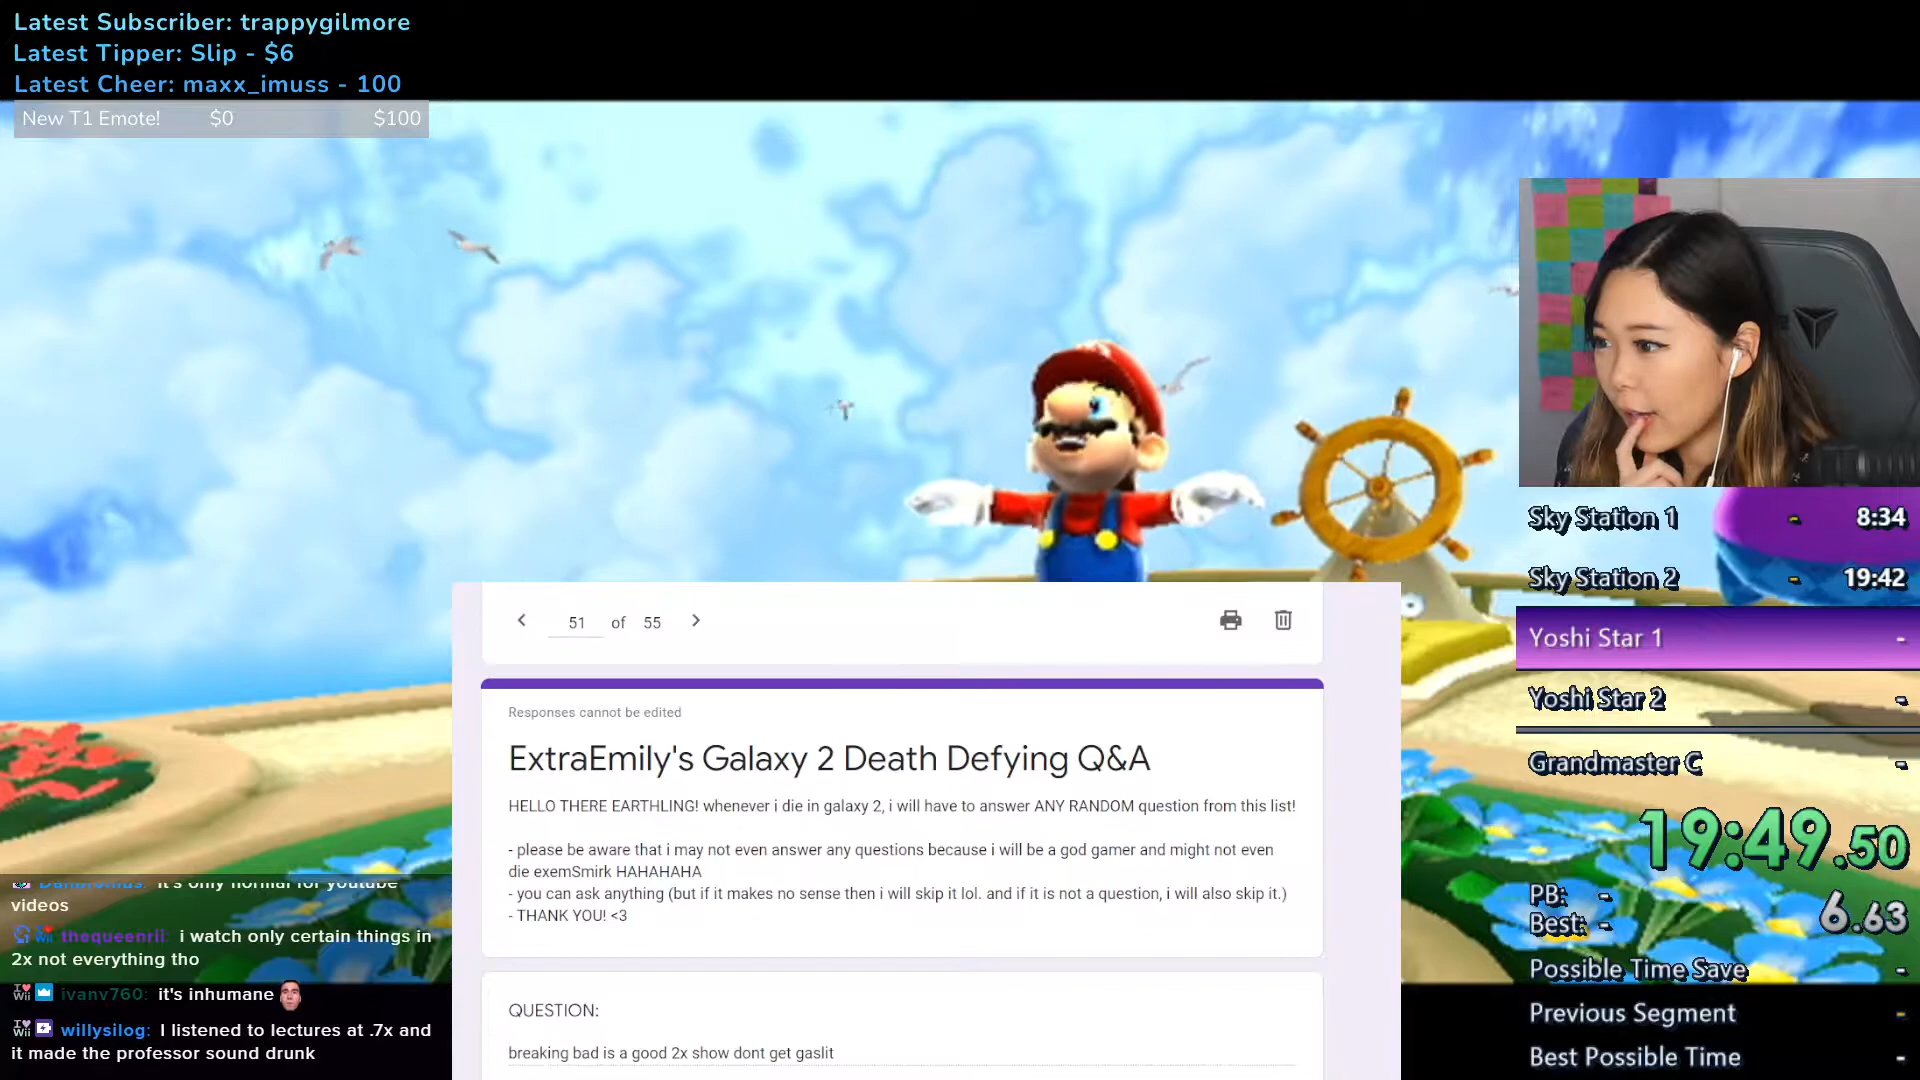 Latest Subscriber: trappygilmore
Latest Tipper: Slip - $6
Latest Cheer: maxx_imuss - 100
New T1 Emote! $0 $100
Sky Station 1 - 8:34
Sky Station 2 - 19:42
Yoshi Star 1 -
Yoshi Star 2 -
Grandmaster C -
19:49.50
PB: -
Best: -
6.63
Possible Time Save -
Previous Segment -
Best Possible Time -
51 of 55
Responses cannot be edited
ExtraEmily's Galaxy 2 Death Defying Q&A
HELLO THERE EARTHLING! whenever i die in galaxy 2, i will have to answer ANY RANDOM question from this list!
- please be aware that i may not even answer any questions because i will be a god gamer and might not even
die exemSmirk HAHAHAHA
- you can ask anything (but if it makes no sense then i will skip it lol. and if it is not a question, i will also skip it.)
- THANK YOU! <3
QUESTION:
breaking bad is a good 2x show dont get gaslit
it's only normal for youtube
videos
thequeenrii: i watch only certain things in
2x not everything tho
ivanv760: it's inhumane
willysilog: I listened to lectures at .7x and
it made the professor sound drunk